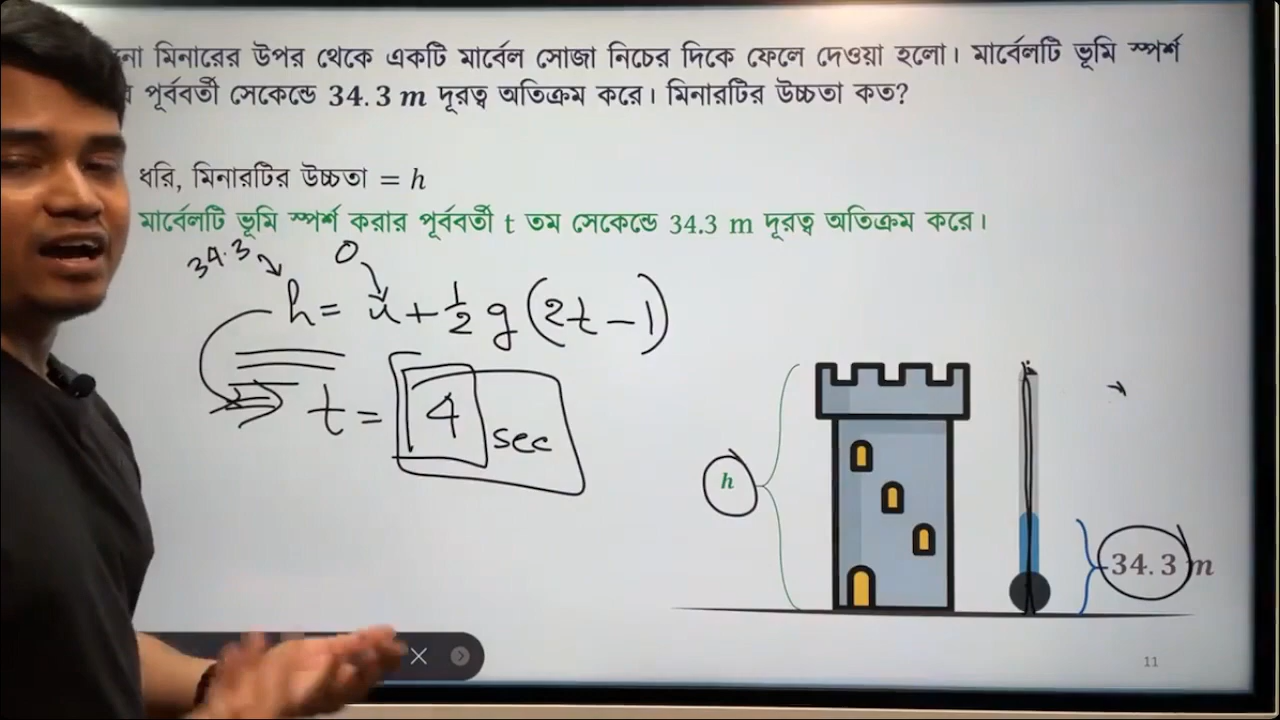 মিনারের উপর থেকে একটি মার্বেল সোজা নিচের দিকে ফেলে দেওয়া হলো। মার্বেলটি ভূমি স্পর্শ
পূর্ববর্তী সেকেন্ডে 34.3 m দূরত্ব অতিক্রম করে। মিনারটির উচ্চতা কত?
ধরি, মিনারটির উচ্চতা = h
মার্বেলটি ভূমি স্পর্শ করার পূর্ববর্তী t তম সেকেন্ডে 34.3 m দূরত্ব অতিক্রম করে।
34.3 0
h = u + 1/2 g (2t - 1)
t = 4 sec
h
34.3 m
11